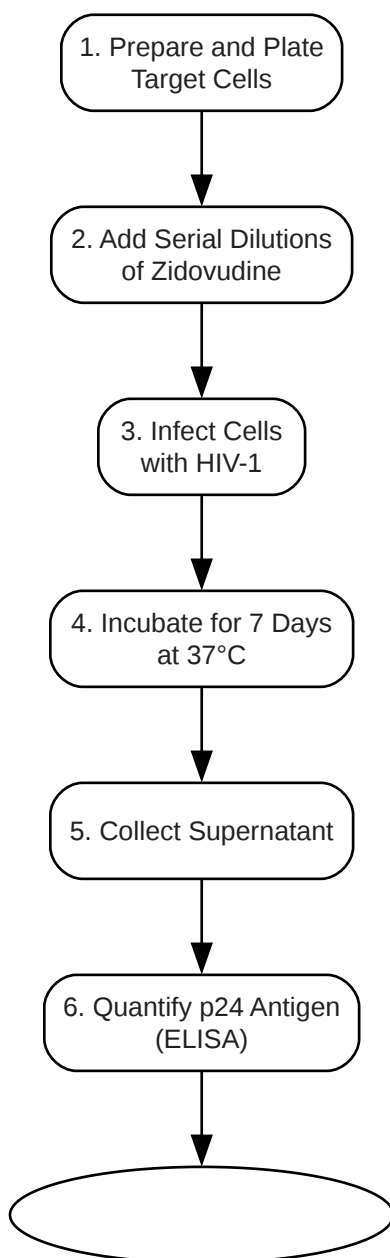 1. Prepare and Plate
Target Cells
2. Add Serial Dilutions
of Zidovudine
3. Infect Cells
with HIV-1
4. Incubate for 7 Days
at 37°C
5. Collect Supernatant
6. Quantify p24 Antigen
(ELISA)